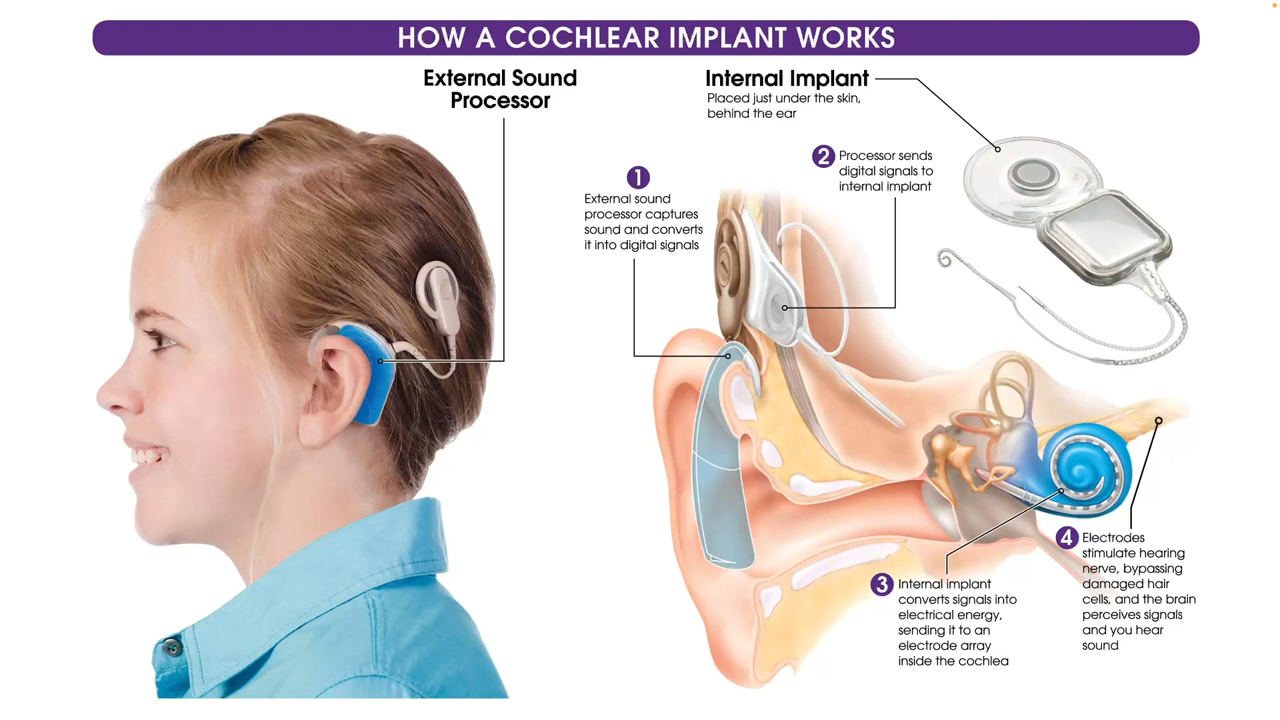 HOW A COCHLEAR IMPLANT WORKS
External Sound
Processor
Internal Implant
Placed just under the skin,
behind the ear
1
External sound
processor captures
sound and converts
it into digital signals
2
Processor sends
digital signals to
internal implant
3
Internal implant
converts signals into
electrical energy,
sending it to an
electrode array
inside the cochlea
4
Electrodes
stimulate hearing
nerve, bypassing
damaged hair
cells, and the brain
perceives signals
and you hear
sound